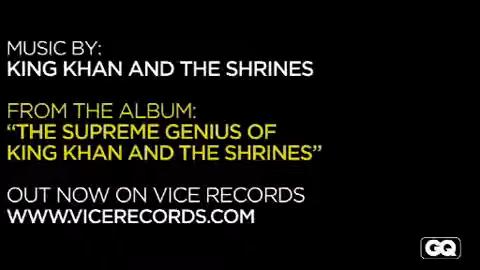 MUSIC BY:
KING KHAN AND THE SHRINES
FROM THE ALBUM:
“THE SUPREME GENIUS OF
KING KHAN AND THE SHRINES”
OUT NOW ON VICE RECORDS
WWW.VICERECORDS.COM
GQ